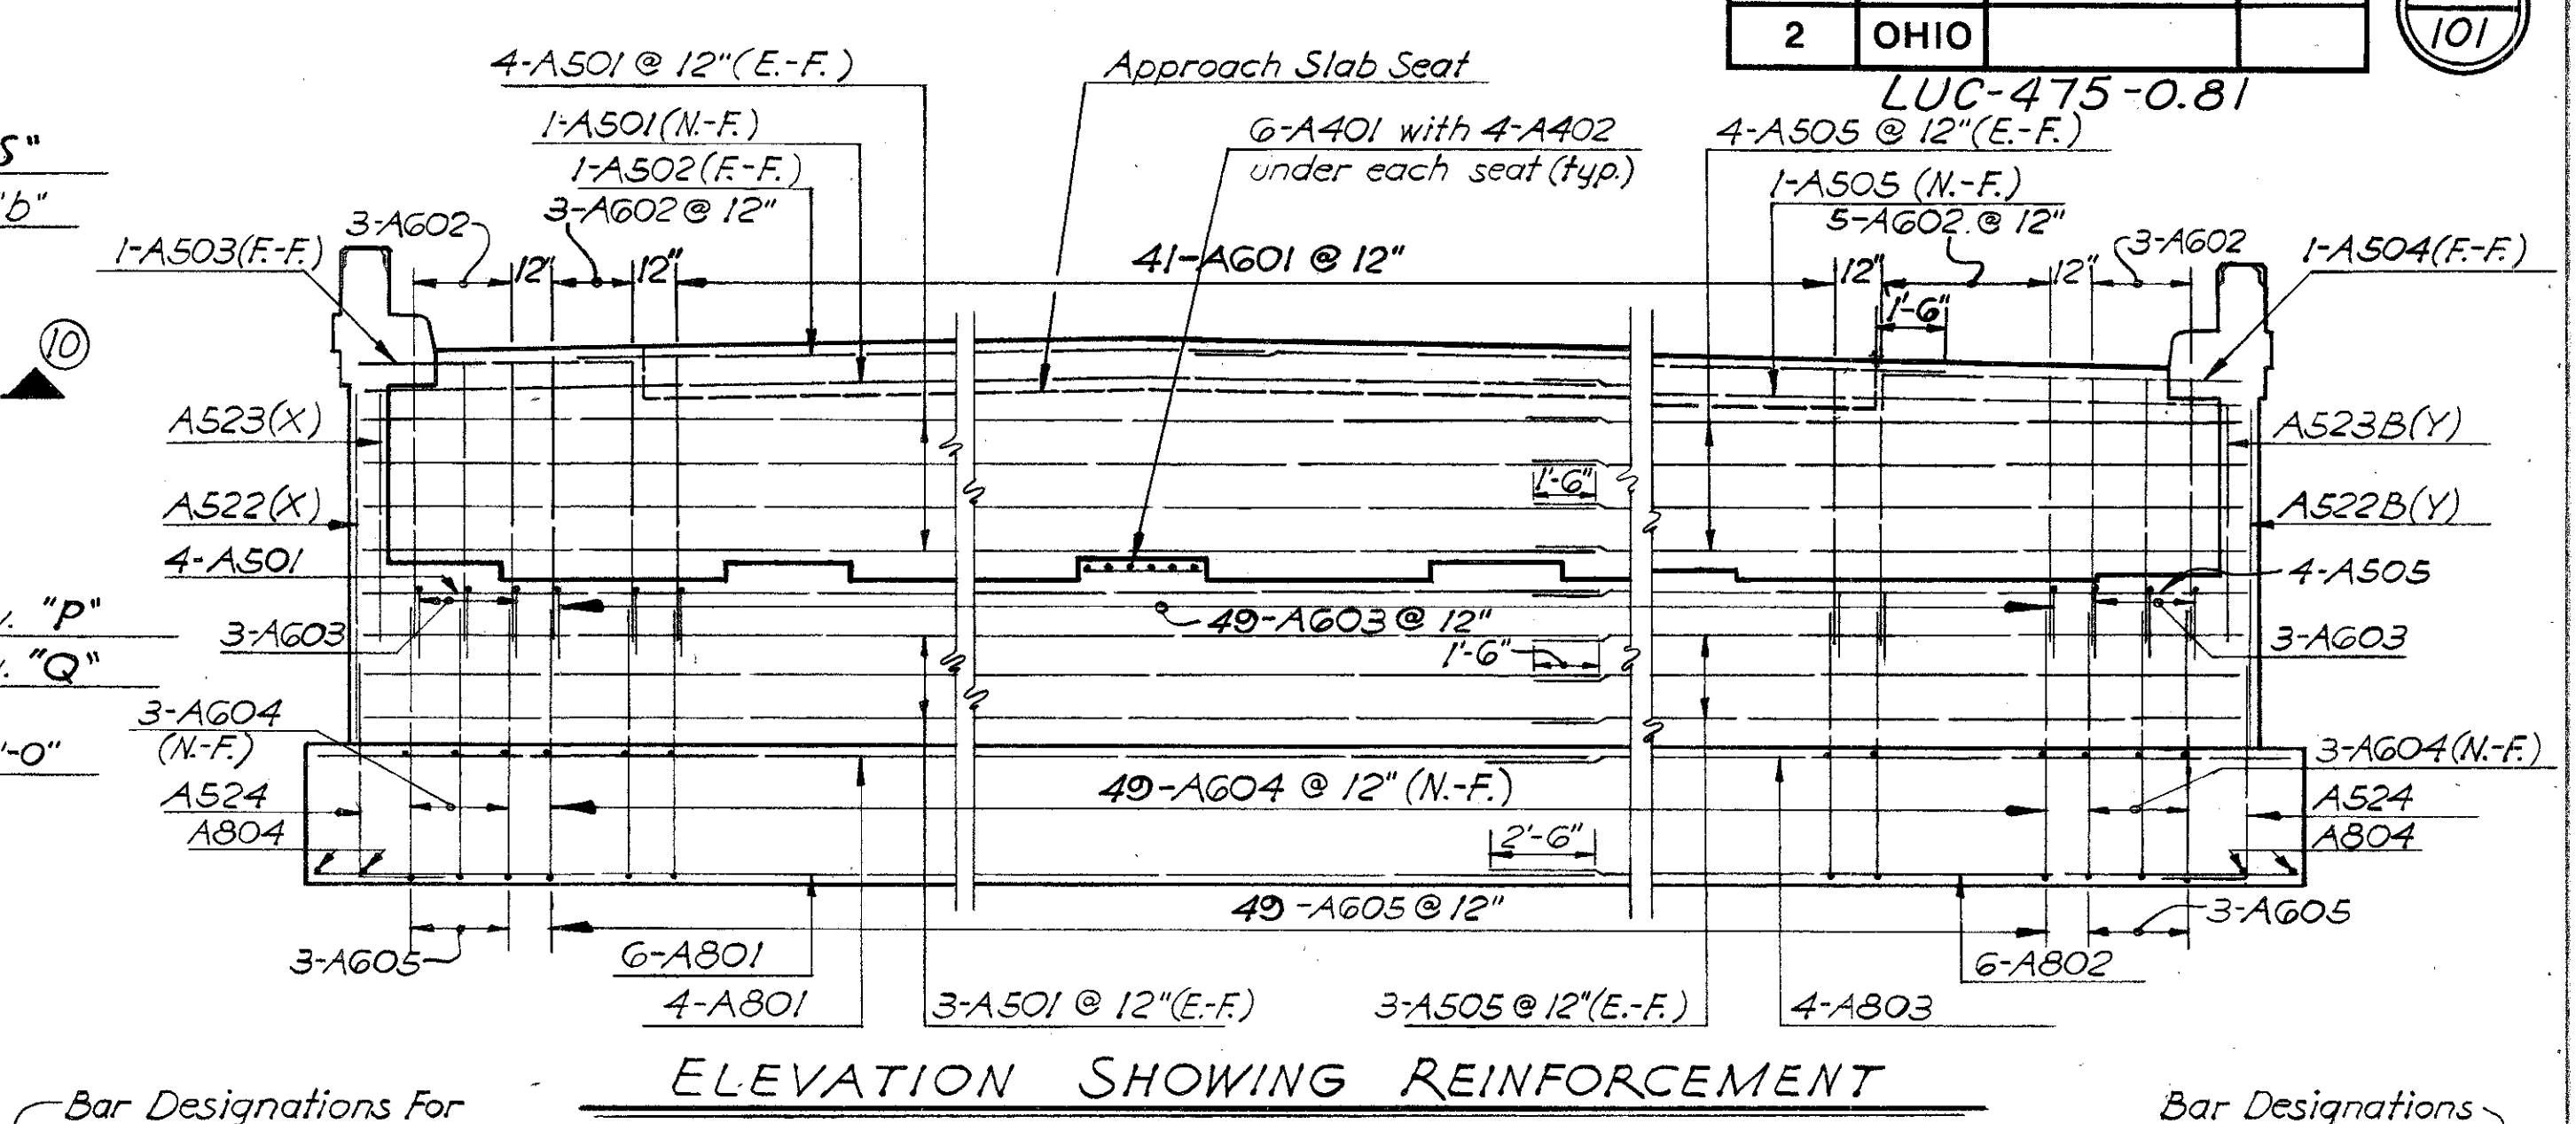 2 OHIO
101
LUC-475-0.81
4-A501 @ 12"(E.-F.)
Approach Slab Seat
1-A501(N.-F.)
6-A401 with 4-A402
under each seat (typ.)
4-A505 @ 12"(E.-F.)
S"
1-A502(F.-F.)
1-A505 (N.-F.)
"b"
3-A602
3-A602 @ 12"
5-A602 @ 12"
3-A602
1-A503(F.-F.)
12"
12"
41-A601 @ 12"
12"
12"
1-A504(F.-F.)
1'-6"
10
A523(X)
A523B(Y)
1'-6"
A522(X)
A522B(Y)
4-A501
4-A505
"P"
3-A603
49-A603 @ 12"
3-A603
"Q"
1'-6"
3-A604
(N.-F.)
3-A604(N.-F.)
'-0"
A524
49-A604 @ 12" (N.-F.)
A524
A804
2'-6"
A804
49-A605 @ 12"
3-A605
3-A605
6-A801
6-A802
4-A801
3-A501 @ 12"(E.-F.)
3-A505 @ 12"(E.-F.)
4-A803
ELEVATION SHOWING REINFORCEMENT
Bar Designations For
Bar Designations